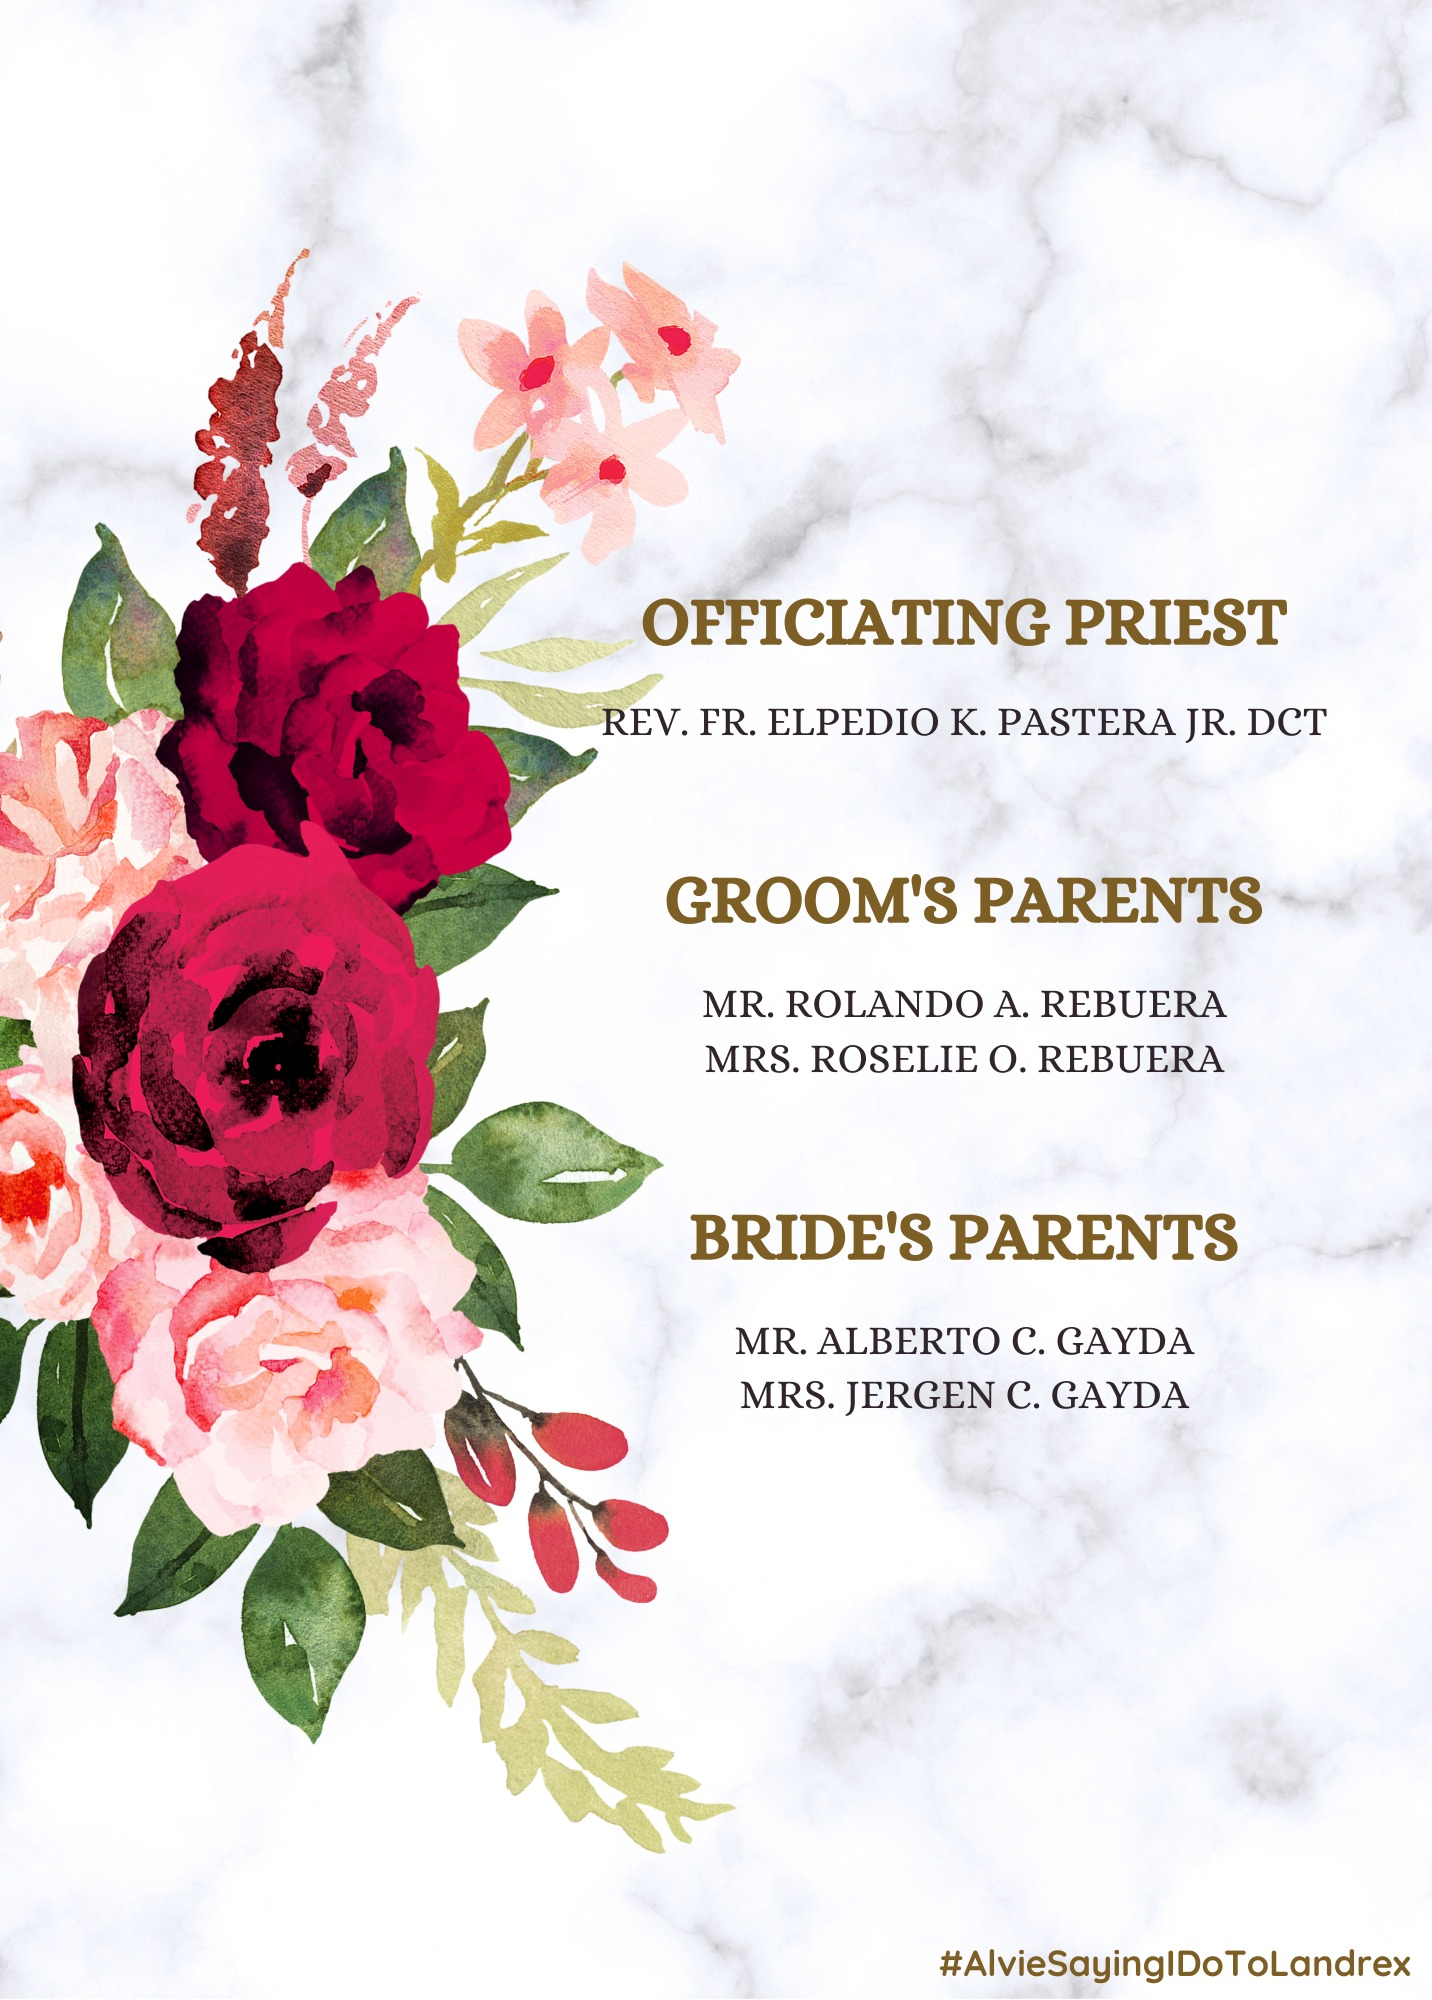 OFFICIATING PRIEST
REV. FR. ELPEDIO K. PASTERA JR. DCT
GROOM'S PARENTS
MR. ROLANDO A. REBUERA
MRS. ROSELIE O. REBUERA
BRIDE'S PARENTS
MR. ALBERTO C. GAYDA
MRS. JERGEN C. GAYDA
#AlvieSayingIDoToLandrex